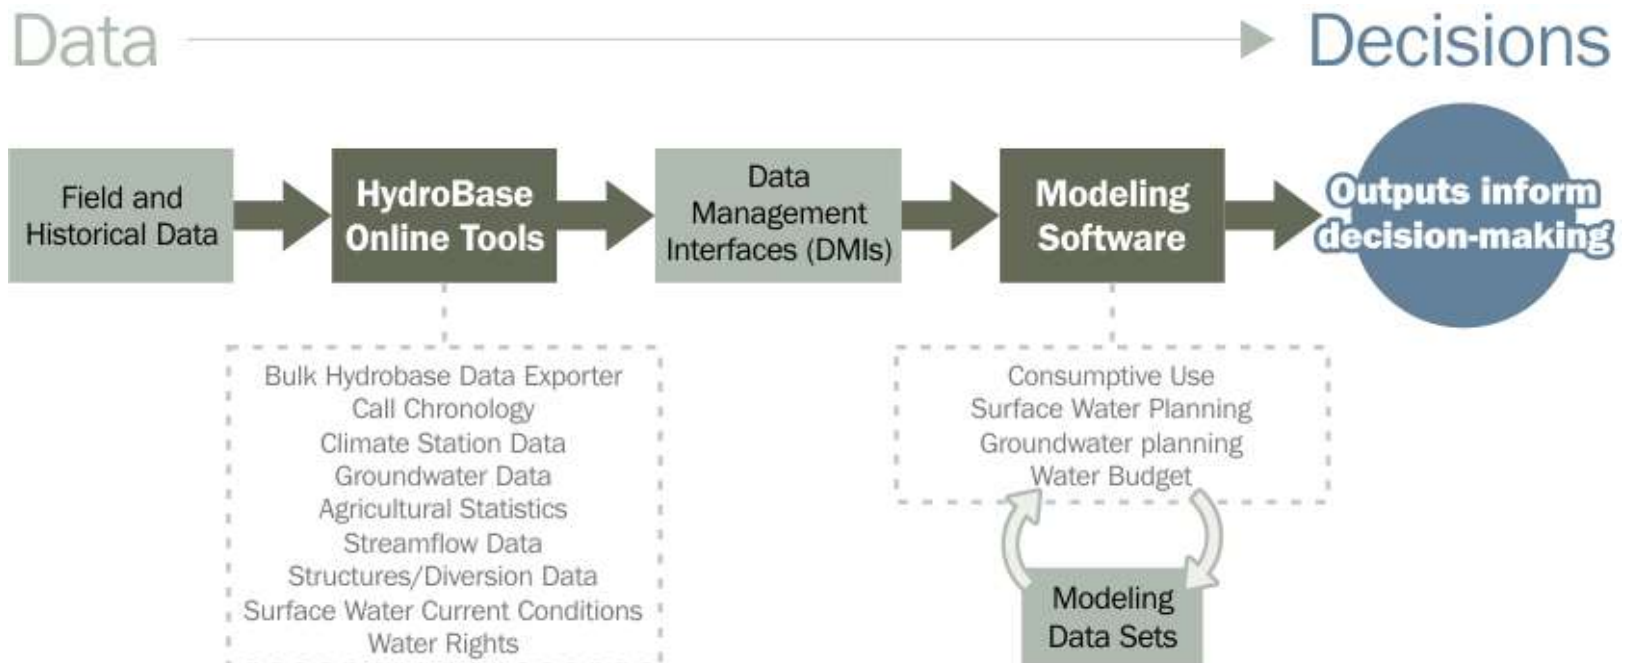 Data
Decisions
Field and
Historical Data
HydroBase
Online Tools
Data
Management
Interfaces (DMIs)
Modeling
Software
Outputs inform
decision-making
Bulk Hydrobase Data Exporter
Call Chronology
Climate Station Data
Groundwater Data
Agricultural Statistics
Streamflow Data
Structures/Diversion Data
Surface Water Current Conditions
Water Rights
Consumptive Use
Surface Water Planning
Groundwater planning
Water Budget
Modeling
Data Sets